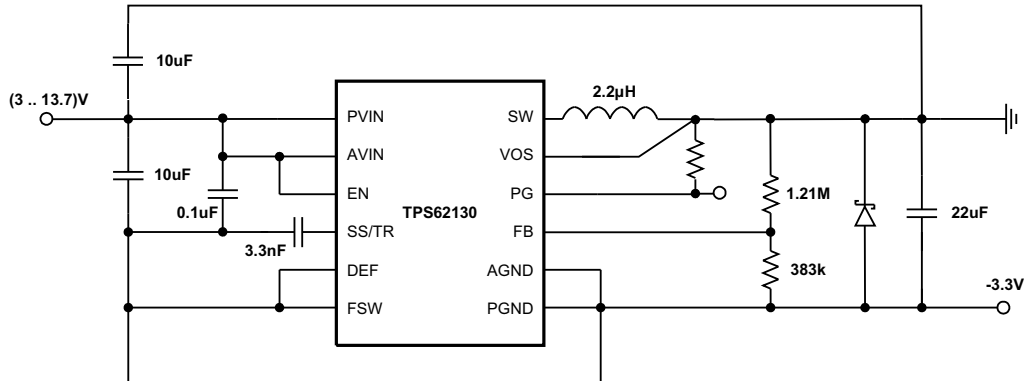 10uF
(3 .. 13.7)V
2.2µH
PVIN
SW
AVIN
VOS
10uF
EN
PG
1.21M
0.1uF
TPS62130
22uF
SS/TR
FB
3.3nF
DEF
AGND
383k
-3.3V
FSW
PGND